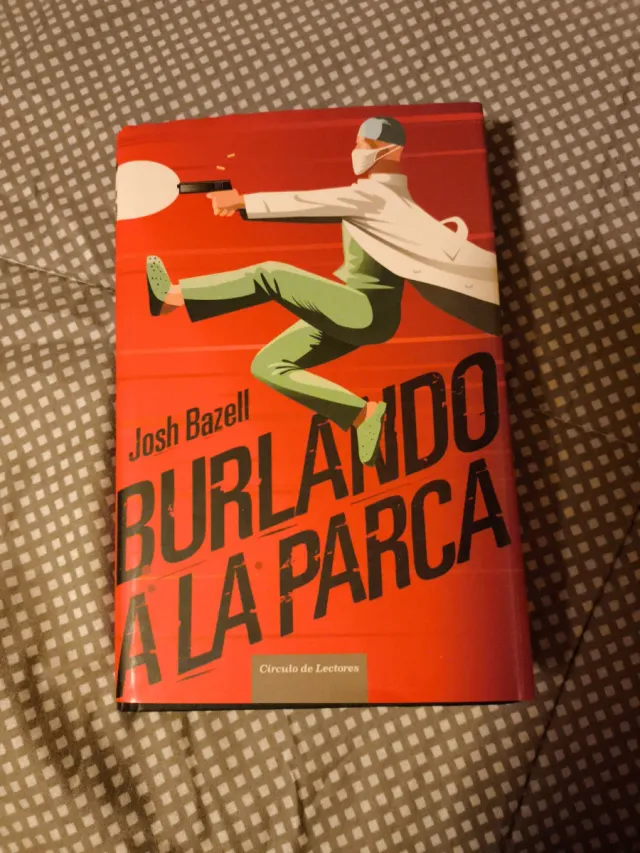 Josh Bazell
BURLANDO
A LA PARCA
Círculo de Lectores